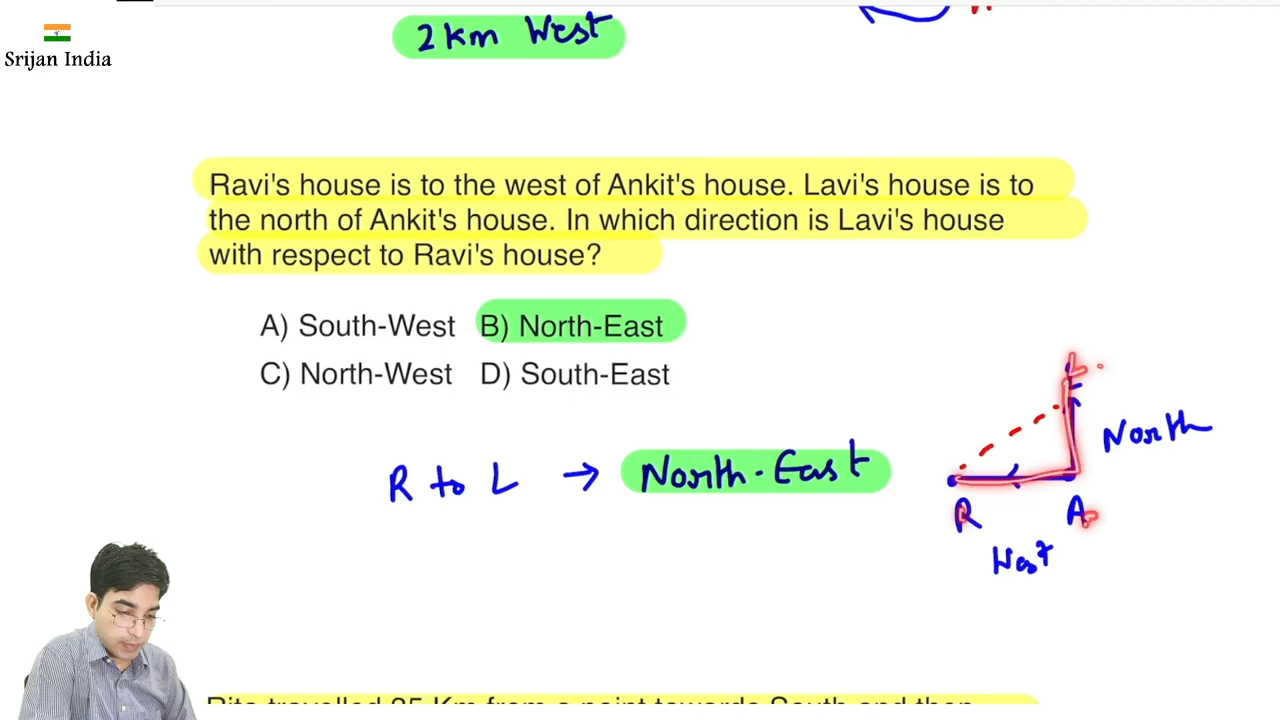 2 km West
Srijan India
Ravi's house is to the west of Ankit's house. Lavi's house is to
the north of Ankit's house. In which direction is Lavi's house
with respect to Ravi's house?
A) South-West B) North-East
C) North-West D) South-East
L
North
R to L → North-East
R A
West